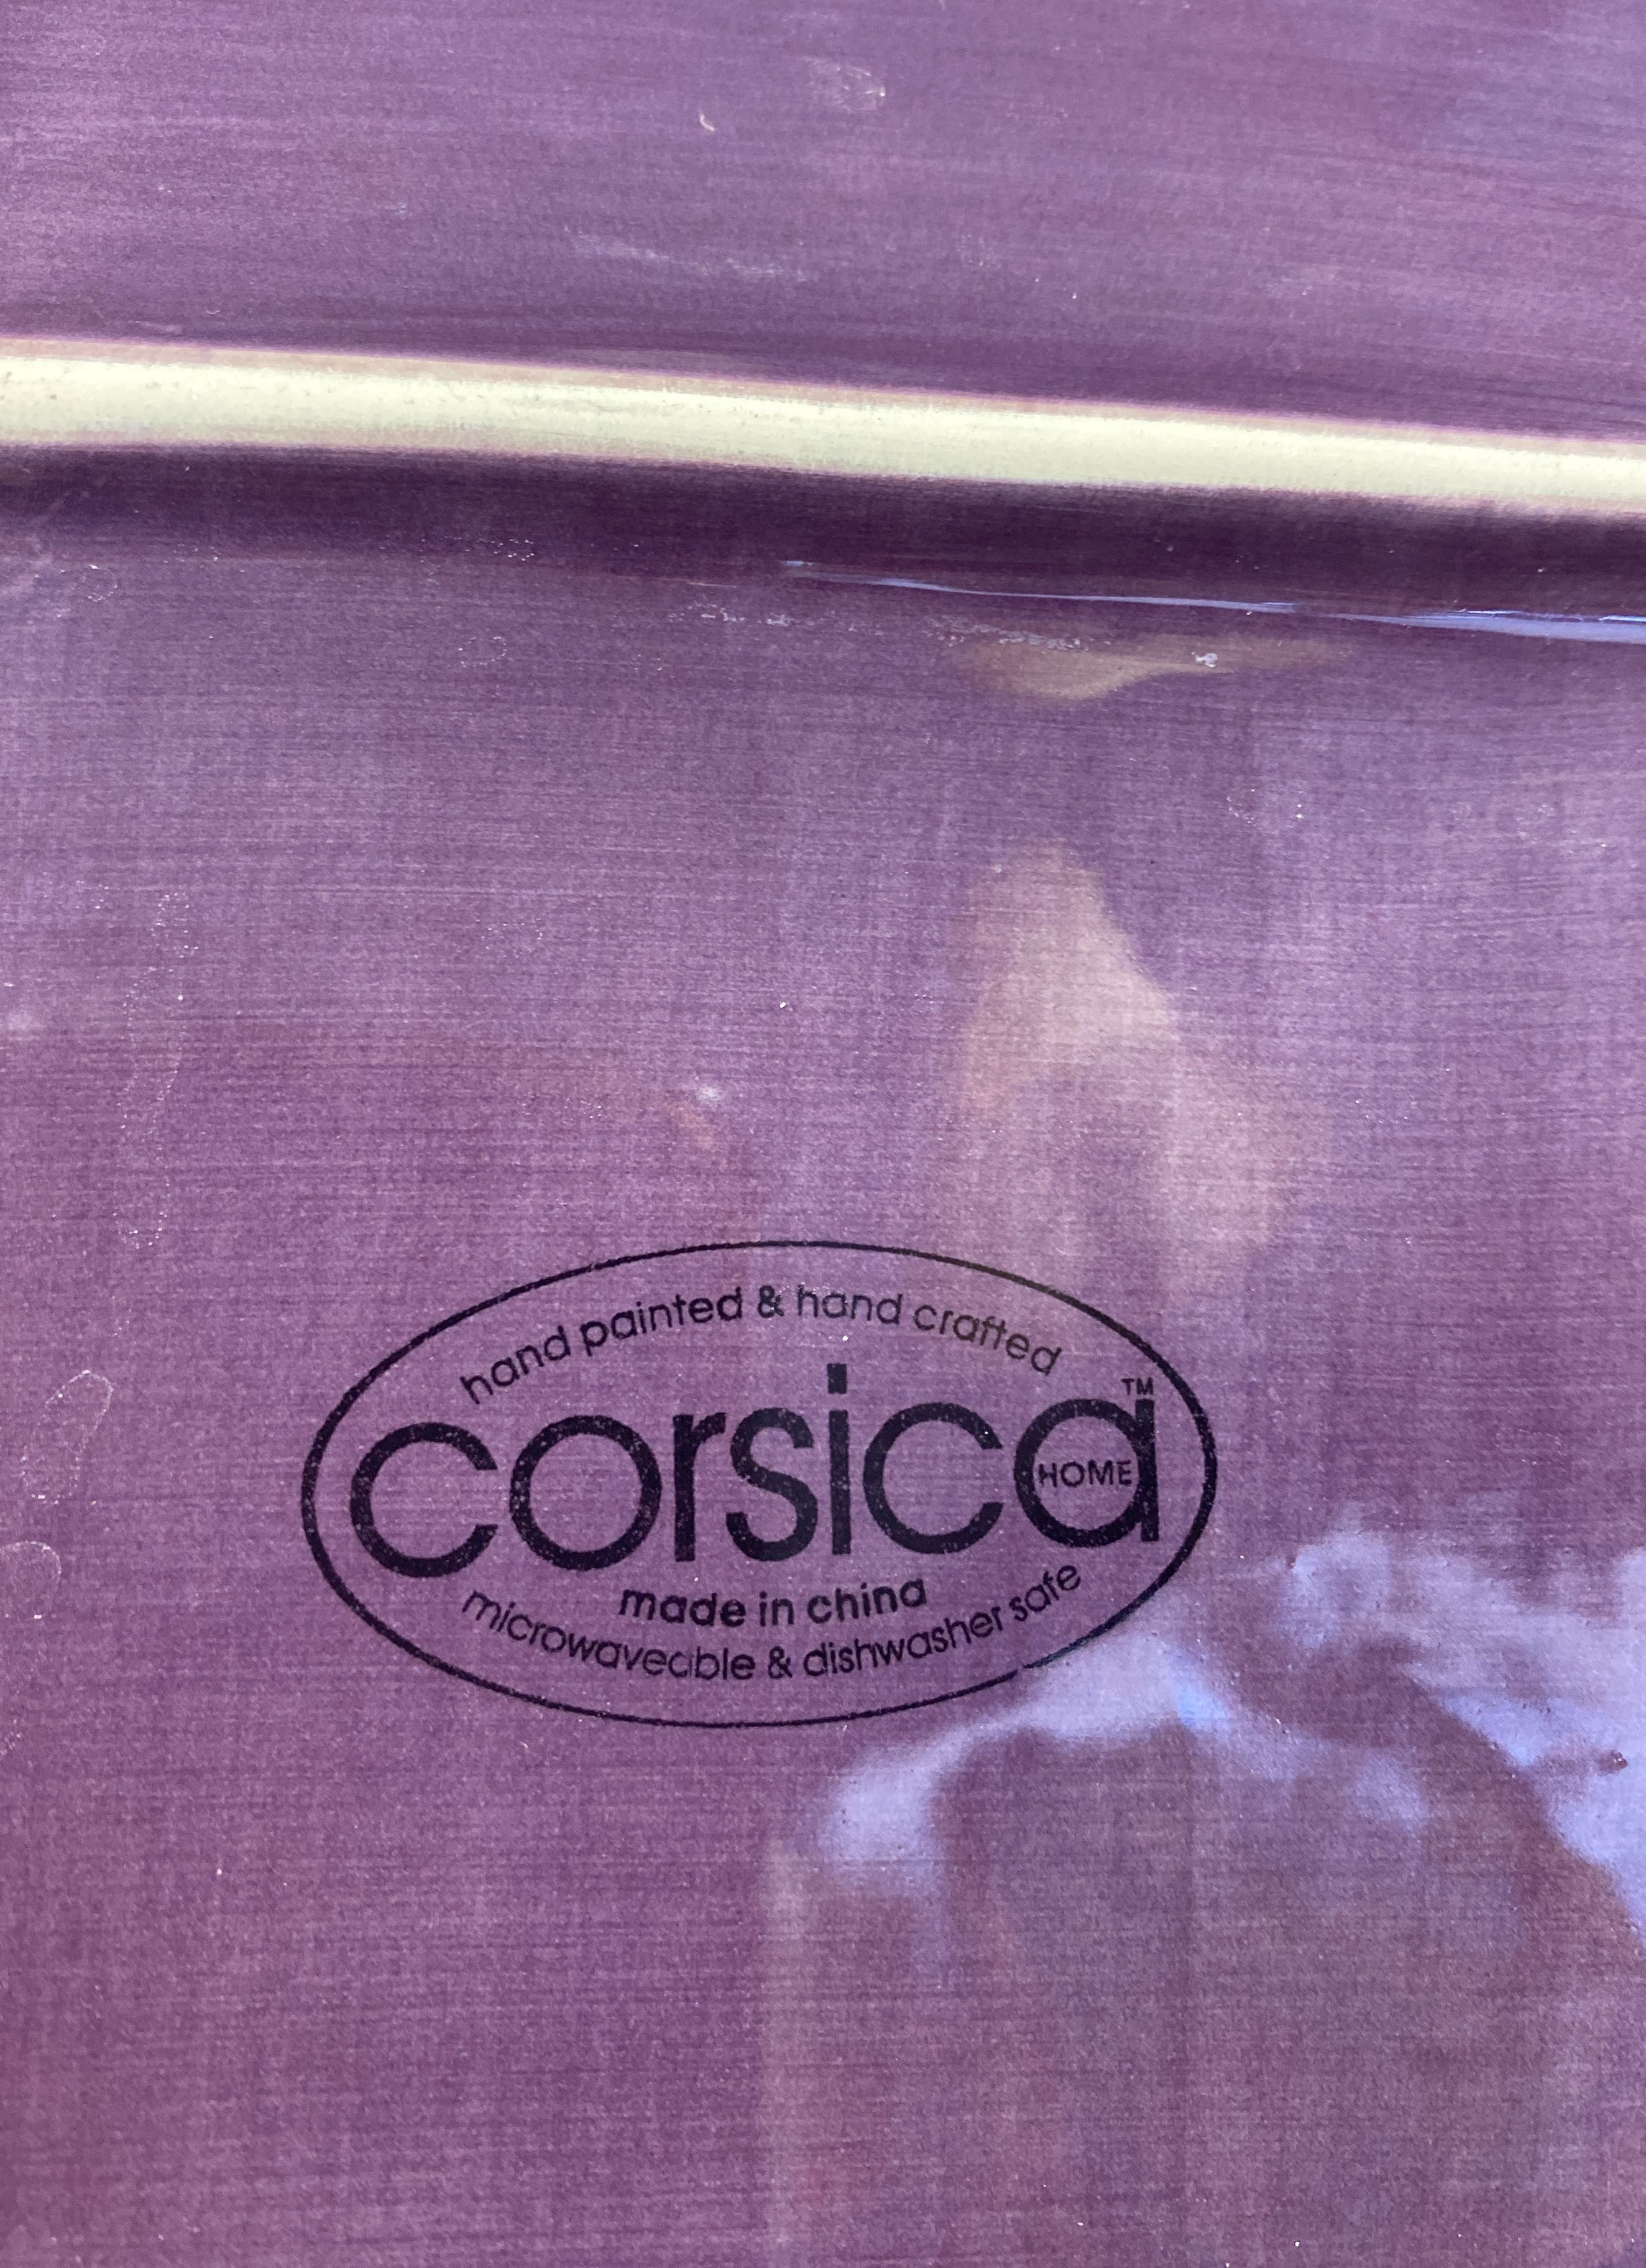 hand painted & hand crafted
corsica™
HOME
made in china
microwaveable & dishwasher safe